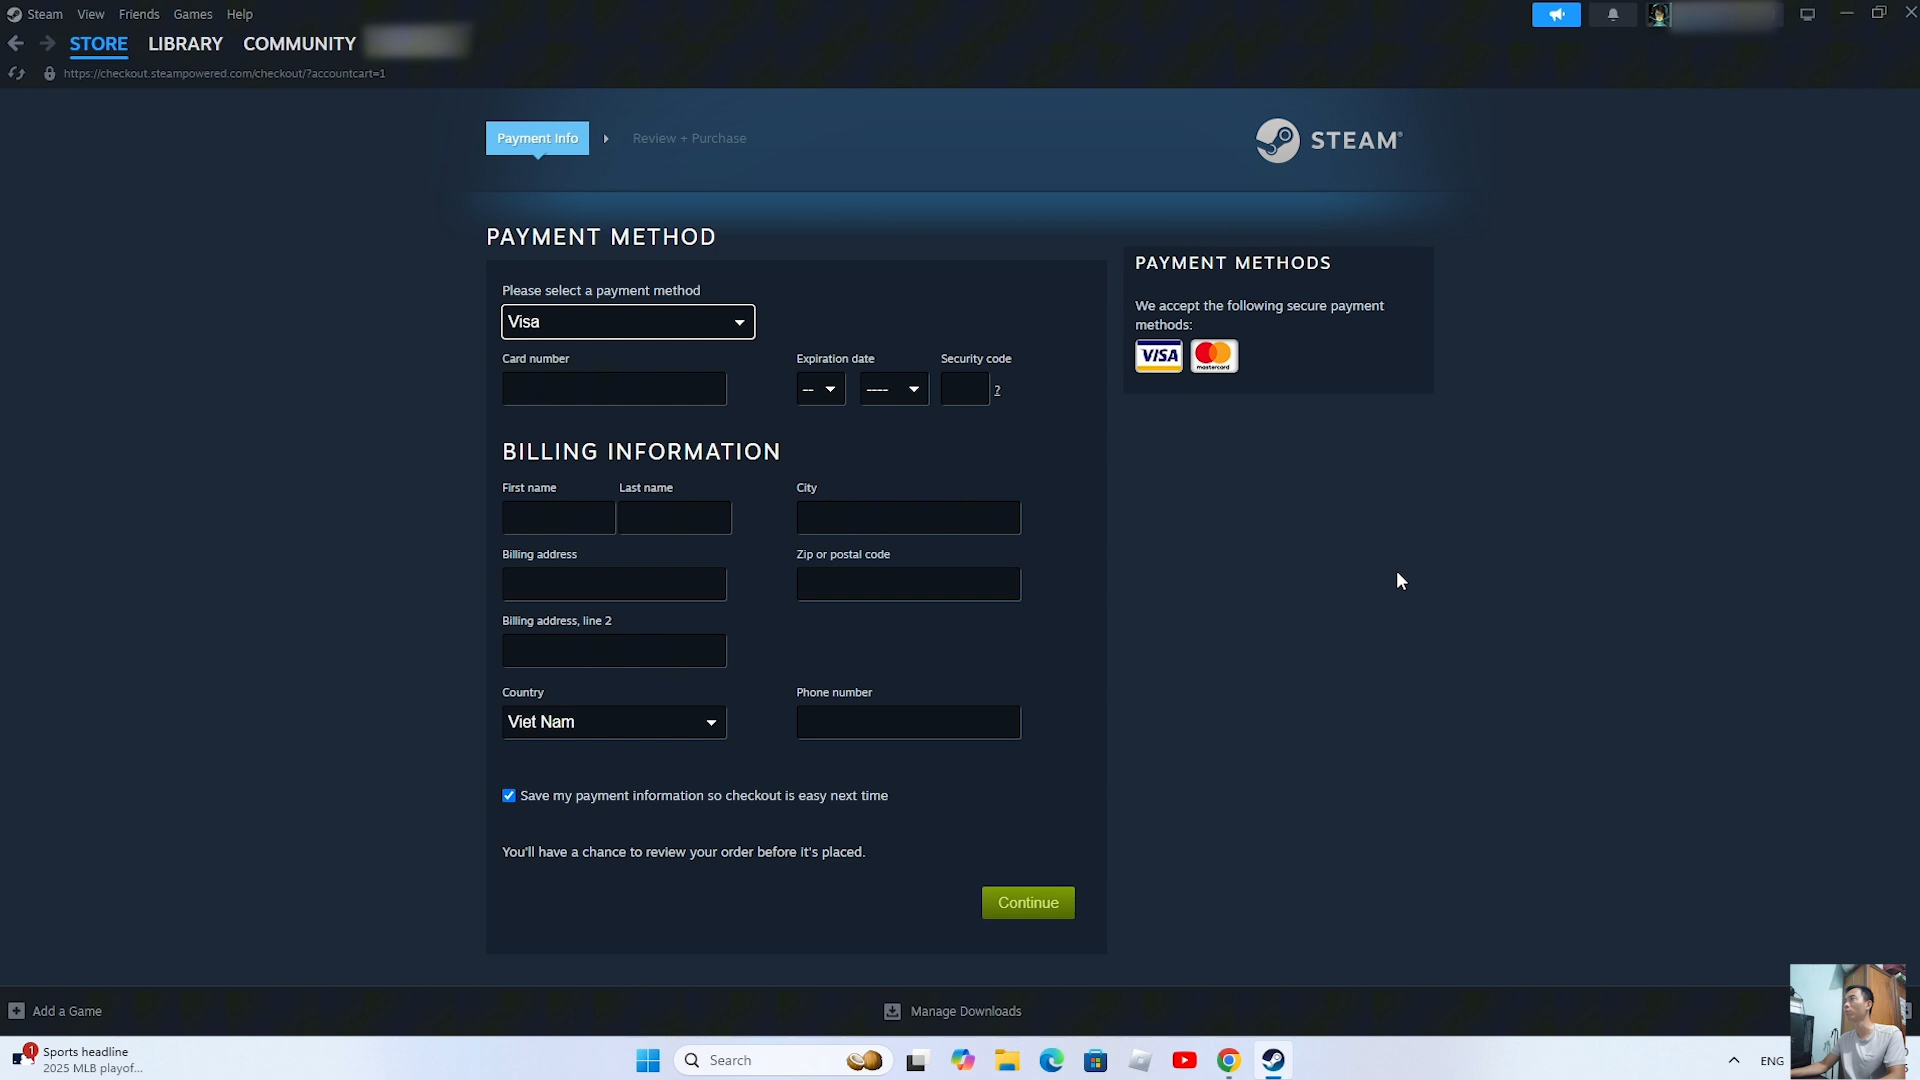 Steam View Friends Games Help
STORE LIBRARY COMMUNITY
https://checkout.steampowered.com/checkout/?accountcart=1
Payment Info Review + Purchase
STEAM®
PAYMENT METHOD
Please select a payment method
Visa
Card number Expiration date Security code
-- ---- ?
BILLING INFORMATION
First name Last name City
Billing address Zip or postal code
Billing address, line 2
Country Phone number
Viet Nam
Save my payment information so checkout is easy next time
You'll have a chance to review your order before it's placed.
Continue
PAYMENT METHODS
We accept the following secure payment
methods:
VISA mastercard
Add a Game Manage Downloads
1 Sports headline
2025 MLB playof...
Search
ENG